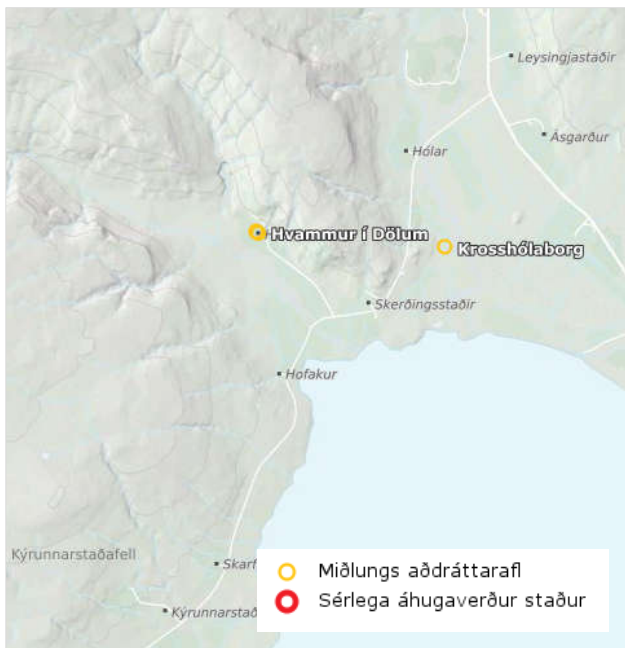 Leysingjastaðir
Ásgarður
Hólar
Hvammur í Dölum
Krosshólaborg
Skerðingsstaðir
Hofakur
Kýrunnarstaðafell
Skarf
Miðlungs aðdráttarafl
Sérlega áhugaverður staður
Kýrunnarstað